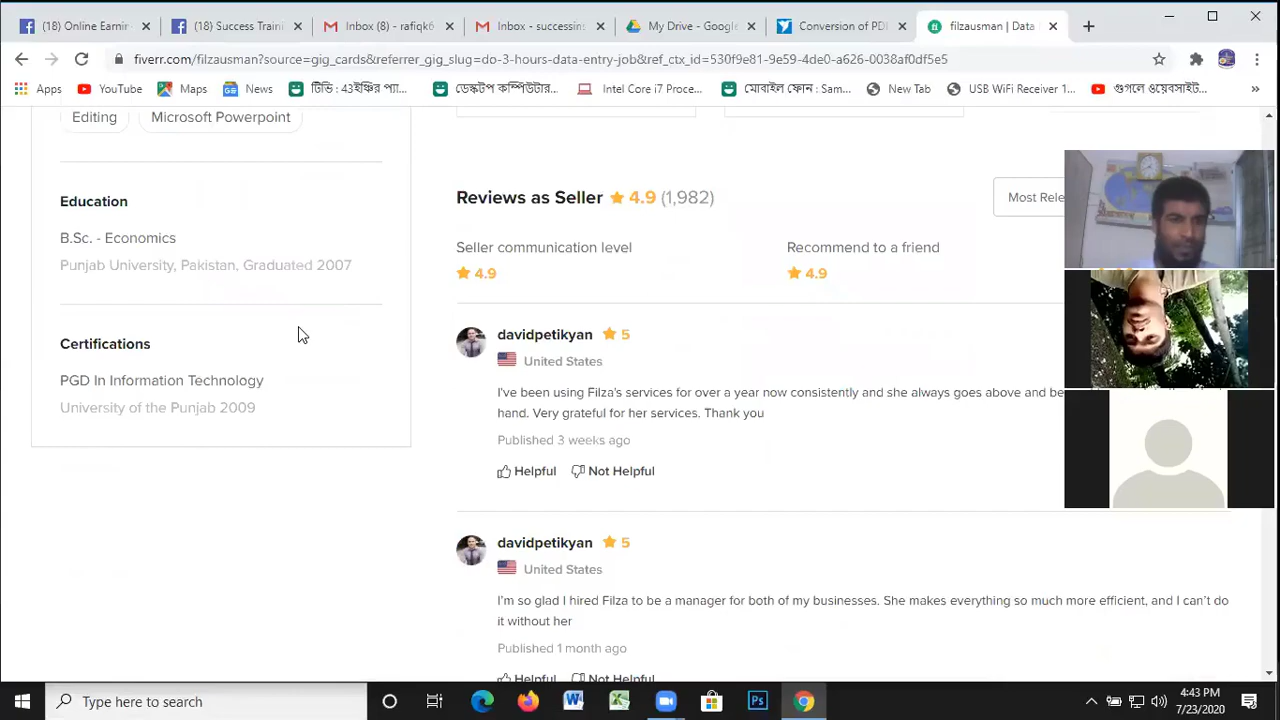 (18) Online Earnin
(18) Success Traini
Inbox (8) - rafiqk6
Inbox - successing
My Drive - Google
Conversion of PDF
filzausman | Data
fiverr.com/filzausman?source=gig_cards&referrer_gig_slug=do-3-hours-data-entry-job&ref_ctx_id=530f9e81-9e59-4de0-a626-0038af0df5e5
Apps
YouTube
Maps
News
টিভি : 43ইঞ্চির প্যা...
ডেস্কটপ কম্পিউটার...
Intel Core i7 Proce...
মোবাইল ফোন : Sam...
New Tab
USB WiFi Receiver 1...
গুগলে ওয়েবসাইট...
»
Editing
Microsoft Powerpoint
Education
B.Sc. - Economics
Punjab University, Pakistan, Graduated 2007
Certifications
PGD In Information Technology
University of the Punjab 2009
Reviews as Seller 4.9 (1,982)
Most Rele
Seller communication level
4.9
Recommend to a friend
4.9
davidpetikyan 5
United States
I've been using Filza's services for over a year now consistently and she always goes above and be
hand. Very grateful for her services. Thank you
Published 3 weeks ago
Helpful
Not Helpful
davidpetikyan 5
United States
I'm so glad I hired Filza to be a manager for both of my businesses. She makes everything so much more efficient, and I can't do
it without her
Published 1 month ago
Helpful
Not Helpful
Type here to search
4:43 PM
7/23/2020